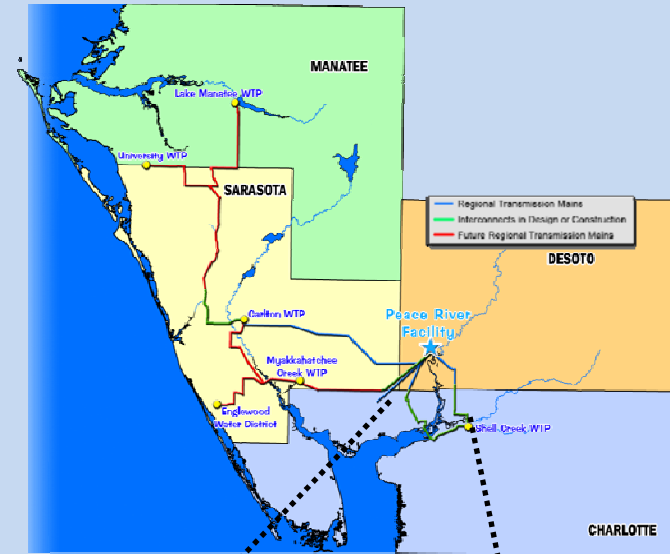 MANATEE
Lake Manatee WTP
University WTP
SARASOTA
Regional Transmission Mains
Interconnects in Design or Construction
Future Regional Transmission Mains
DESOTO
Carlton WTP
Peace River
Facility
Myakkahatchee
Creek WTP
Englewood
Water District
Shell Creek WTP
CHARLOTTE